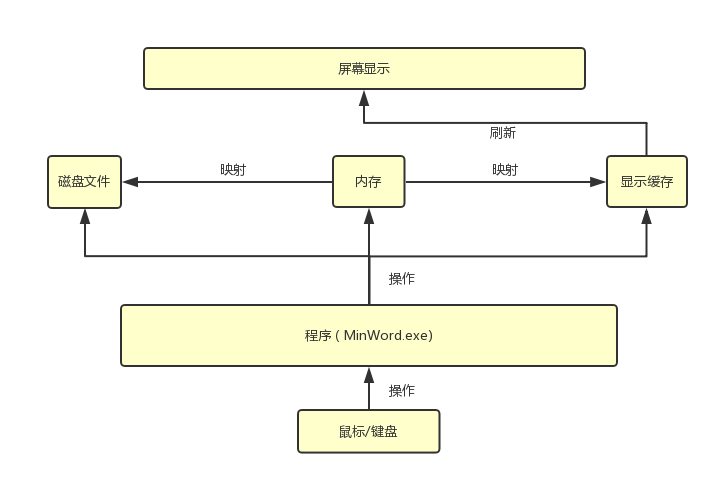 屏幕显示
刷新
磁盘文件
映射
内存
映射
显示缓存
操作
程序 ( MinWord.exe)
操作
鼠标/键盘